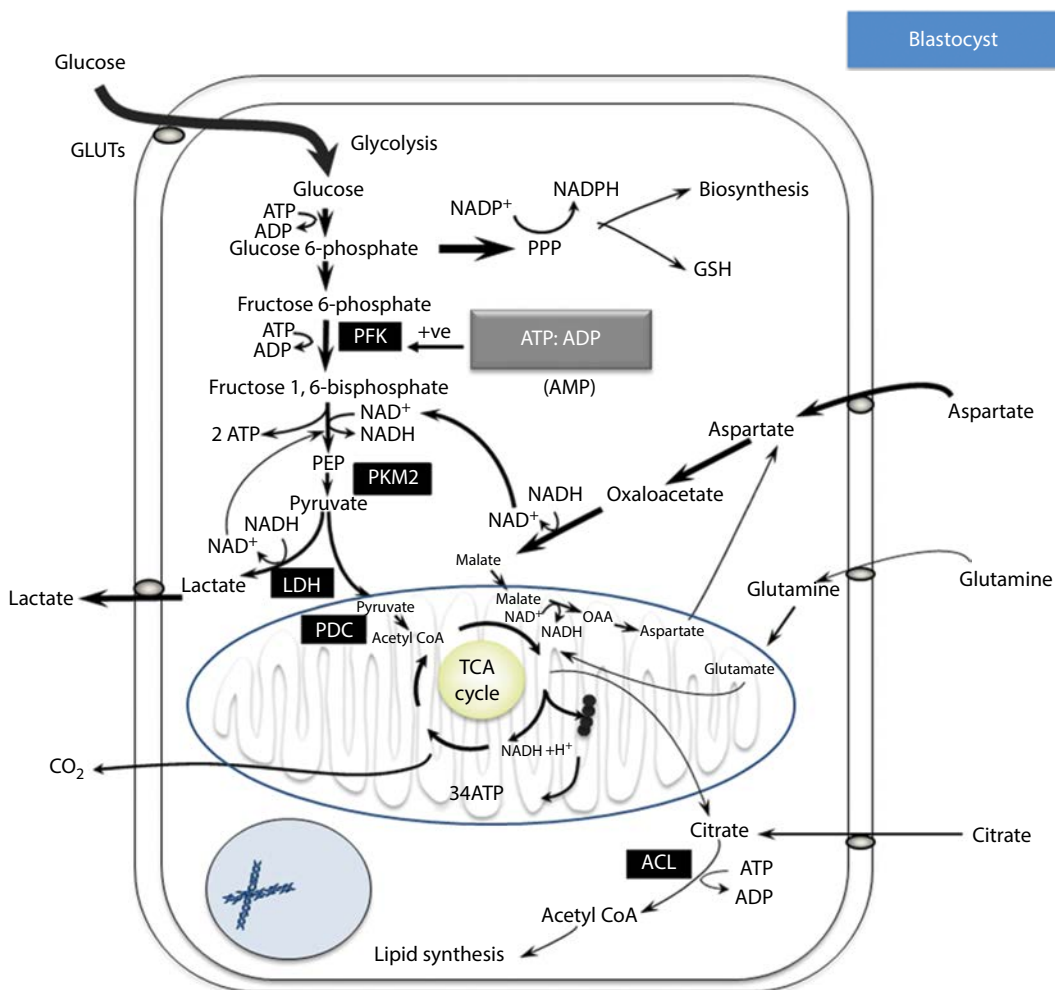 Blastocyst
Glucose
GLUTs
Glycolysis
Glucose
ATP
ADP
Glucose 6-phosphate
NADP+
NADPH
PPP
Biosynthesis
GSH
Fructose 6-phosphate
ATP
ADP
PFK
+ve
ATP: ADP
(AMP)
Fructose 1, 6-bisphosphate
NAD+
NADH
2 ATP
PEP
PKM2
Pyruvate
NADH
NAD+
Lactate
LDH
Lactate
Aspartate
Aspartate
Oxaloacetate
NADH
NAD+
Malate
Glutamine
Glutamine
Pyruvate
PDC
Acetyl CoA
Malate
NAD+
NADH
OAA
Aspartate
Glutamate
TCA
cycle
NADH +H+
34ATP
CO2
Citrate
Citrate
ACL
ATP
ADP
Acetyl CoA
Lipid synthesis